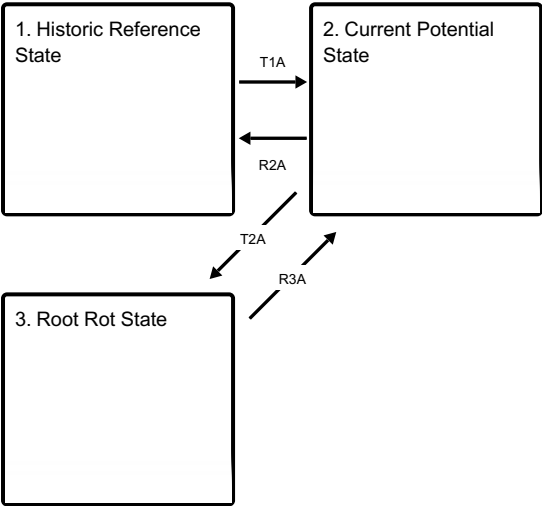 1. Historic Reference
State
2. Current Potential
State
T1A
R2A
T2A
R3A
3. Root Rot State